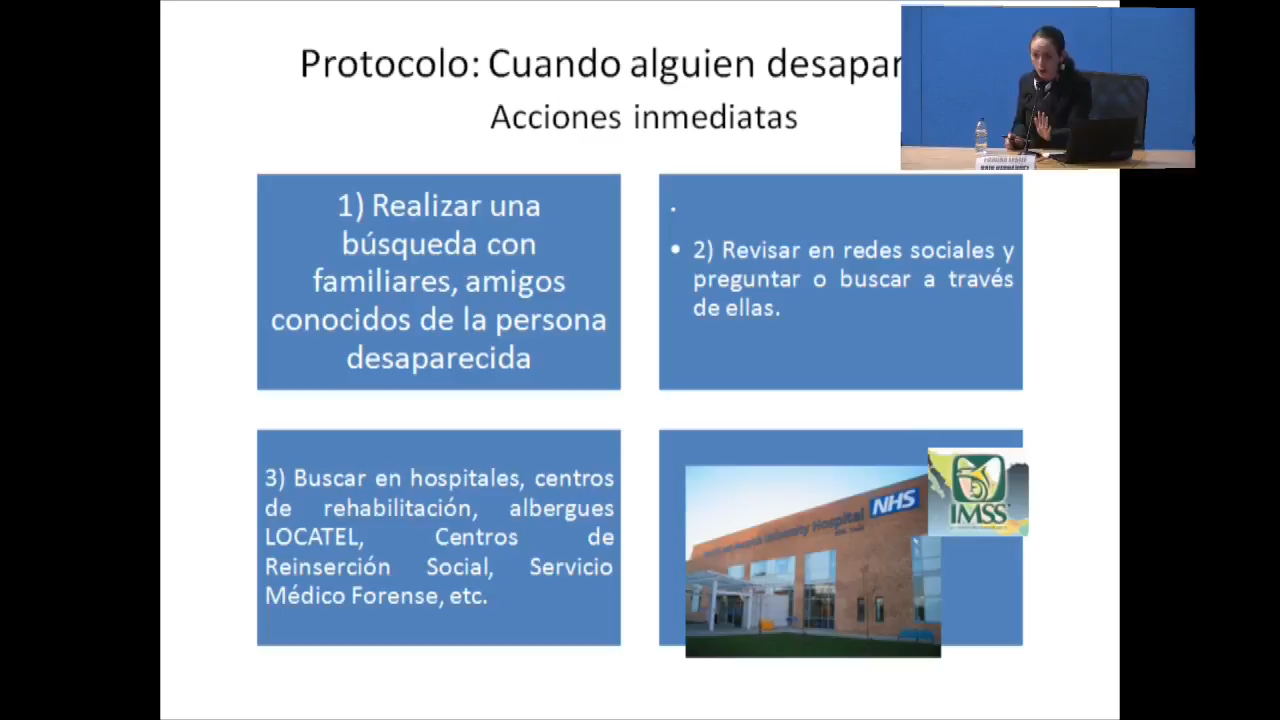 Protocolo: Cuando alguien desapar
Acciones inmediatas
1) Realizar una
búsqueda con
familiares, amigos
conocidos de la persona
desaparecida
.
• 2) Revisar en redes sociales y
preguntar o buscar a través
de ellas.
3) Buscar en hospitales, centros
de rehabilitación, albergues
LOCATEL, Centros de
Reinserción Social, Servicio
Médico Forense, etc.
NHS
University Hospital
IMSS